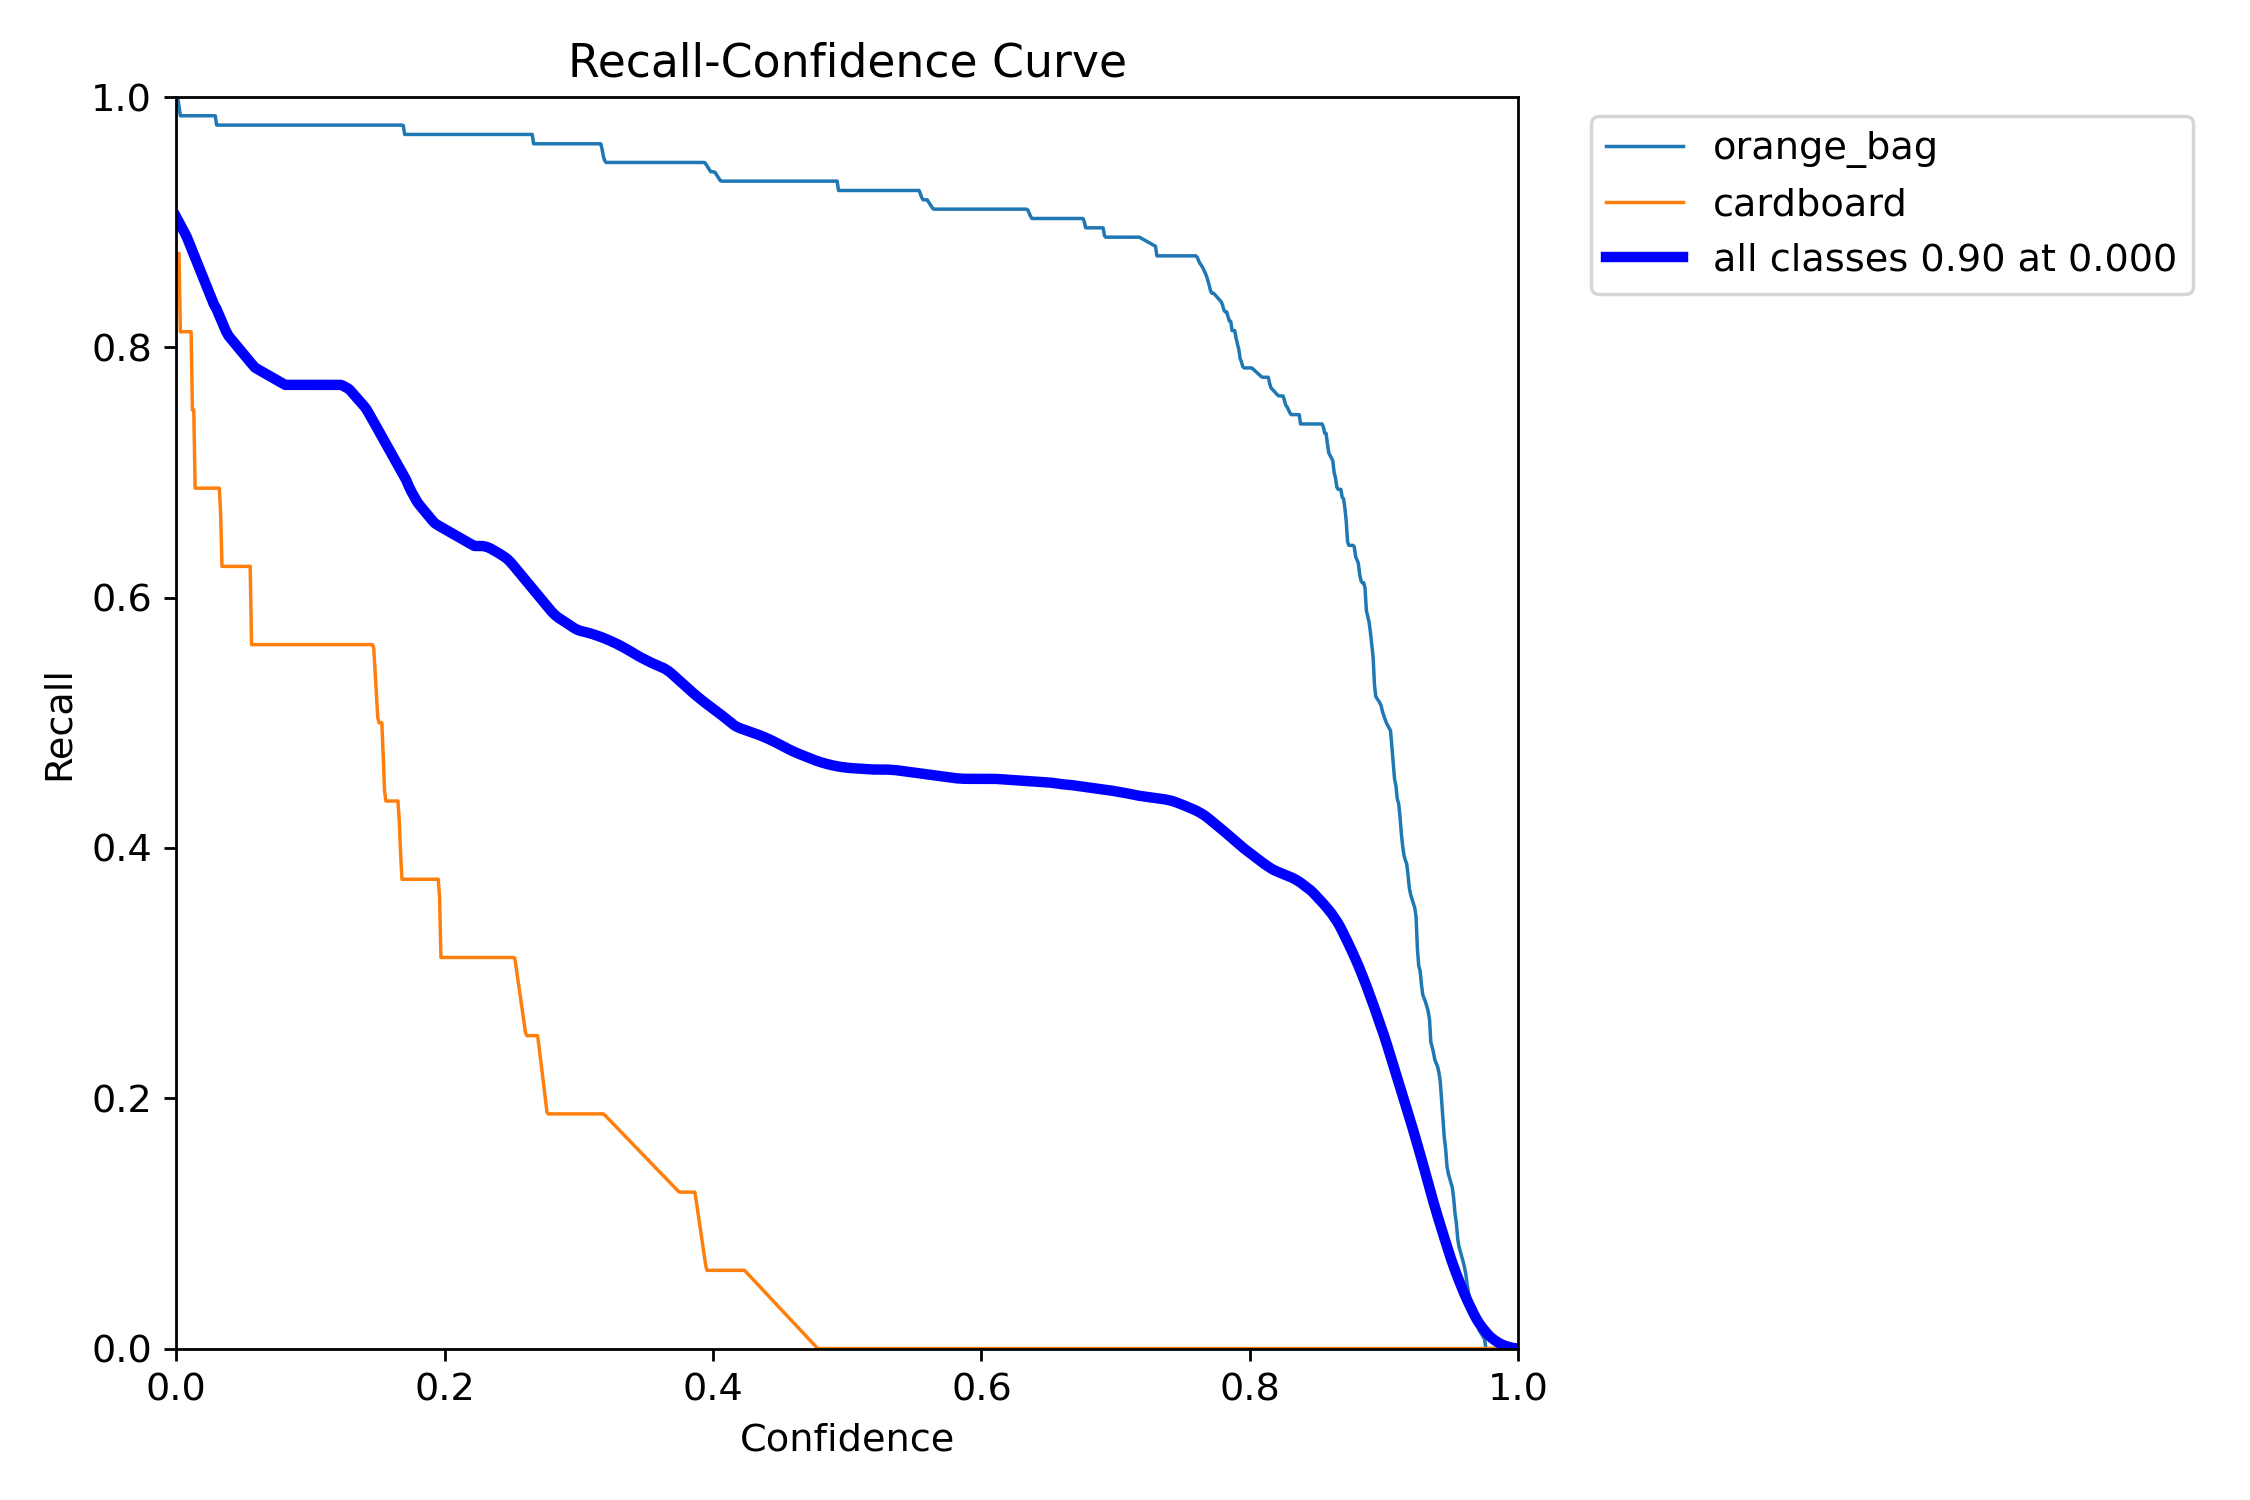 Recall-Confidence Curve
orange_bag
cardboard
all classes 0.90 at 0.000
1.0
0.8
0.6
0.4
0.2
0.0
Recall
0.0 0.2 0.4 0.6 0.8 1.0
Confidence